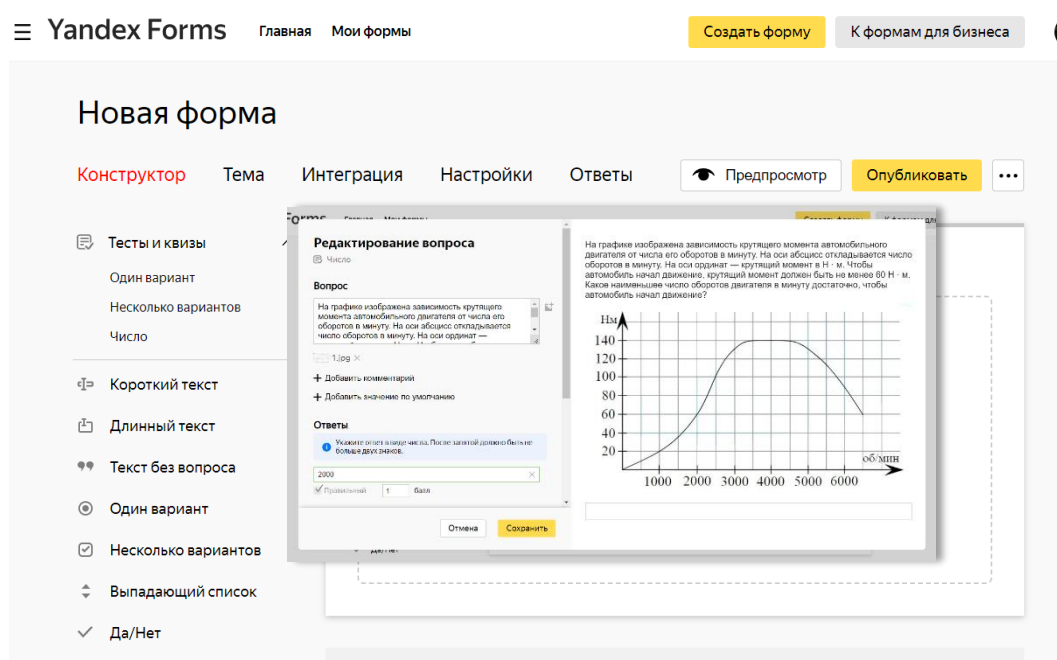 Yandex Forms Главная Мои формы Создать форму К формам для бизнеса
Новая форма
Конструктор Тема Интеграция Настройки Ответы Предпросмотр Опубликовать
Тесты и квизы
Один вариант
Несколько вариантов
Число
Короткий текст
Длинный текст
Текст без вопроса
Один вариант
Несколько вариантов
Выпадающий список
Да/Нет
Редактирование вопроса
Число
Вопрос
На графике изображена зависимость крутящего
момента автомобильного двигателя от числа его
оборотов в минуту. На оси абсцисс откладывается
число оборотов в минуту. На оси ординат —
1.jpg
Добавить комментарий
Добавить значение по умолчанию
Ответы
Укажите ответ в виде числа. После запятой должно быть не
больше двух знаков.
2000
Правильный 1 балл
Отмена Сохранить
На графике изображена зависимость крутящего момента автомобильного
двигателя от числа его оборотов в минуту. На оси абсцисс откладывается число
оборотов в минуту. На оси ординат — крутящий момент в Н · м. Чтобы
автомобиль начал движение, крутящий момент должен быть не менее 60 Н · м.
Какое наименьшее число оборотов двигателя в минуту достаточно, чтобы
автомобиль начал движение?
Нм
140
120
100
80
60
40
20
об/мин
1000 2000 3000 4000 5000 6000